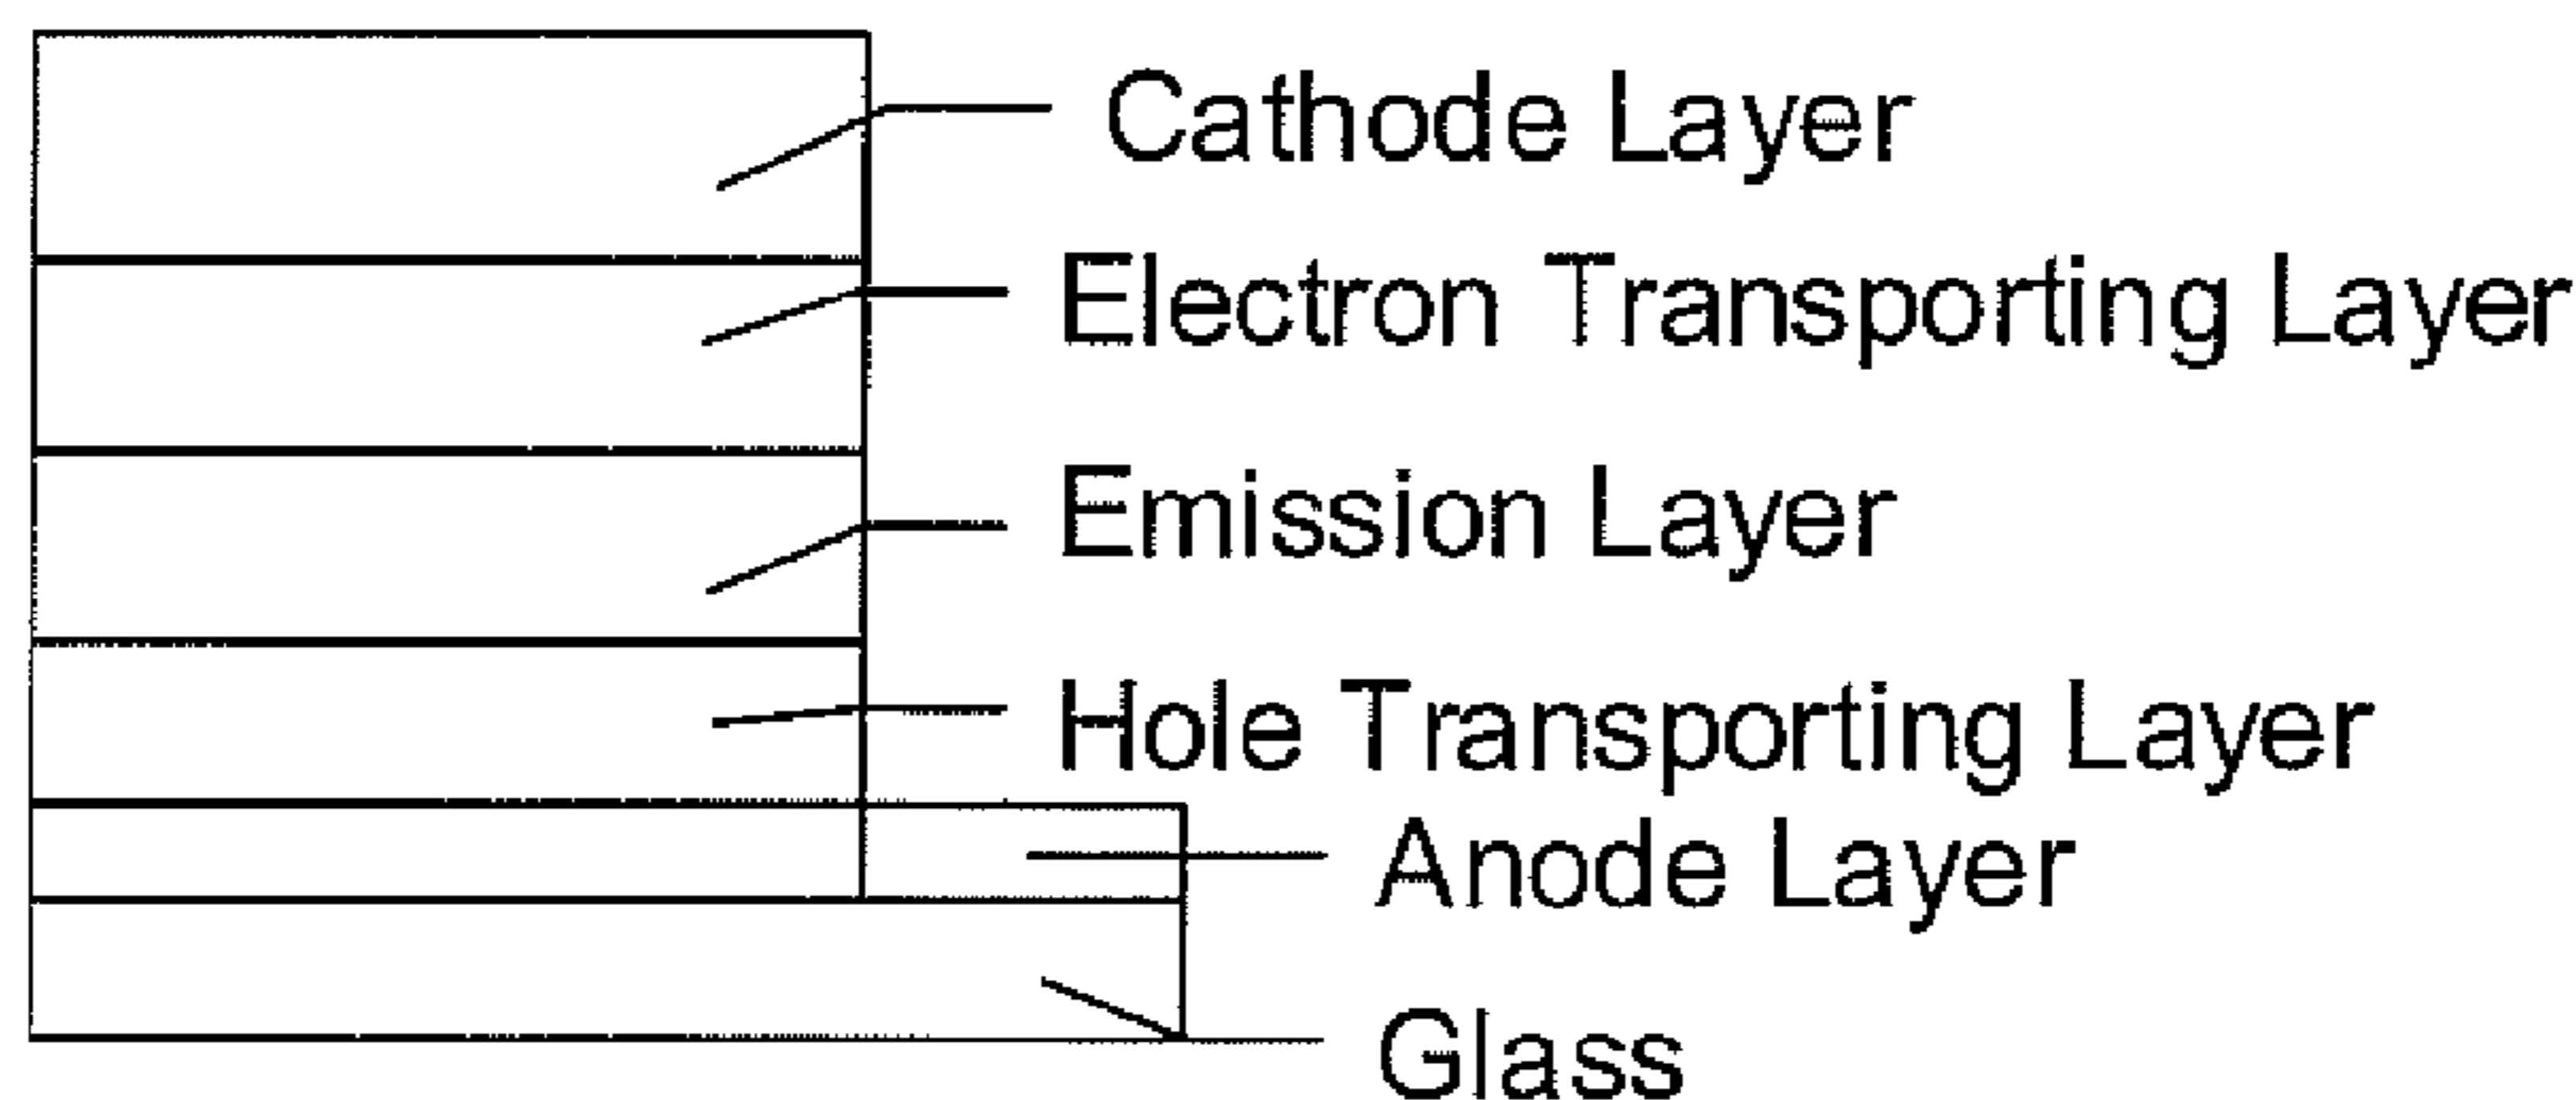 Cathode Layer
Electron Transporting Layer
Emission Layer
Hole Transporting Layer
Anode Layer
Glass